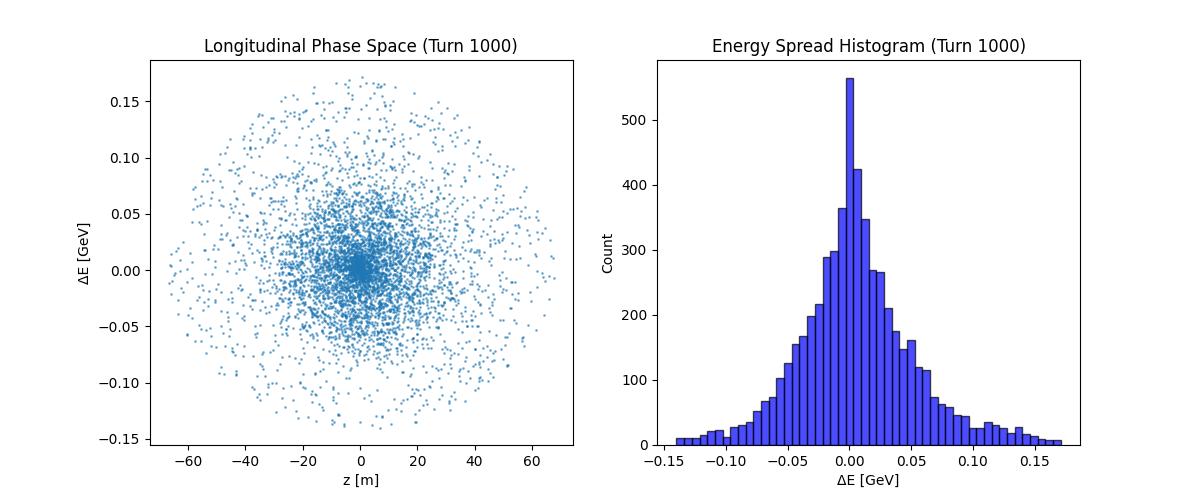 Longitudinal Phase Space (Turn 1000)
ΔE [GeV]
0.15
0.10
0.05
0.00
−0.05
−0.10
−0.15
−60 −40 −20 0 20 40 60
z [m]
Energy Spread Histogram (Turn 1000)
Count
500
400
300
200
100
0
−0.15 −0.10 −0.05 0.00 0.05 0.10 0.15
ΔE [GeV]